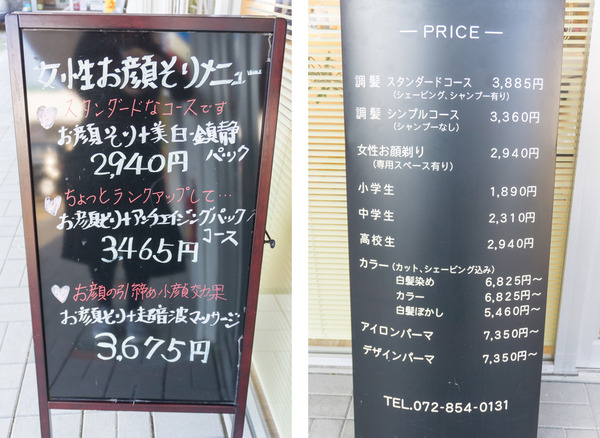 女性お顔そりメニュー
スタンダードなコースです
お顔そり+美白・鎮静パック
2,940円
ちょっとランクアップして…
お顔そり+アンチエイジングパック/コース
3,465円
お顔の引締め小顔効果
お顔そり+超音波マッサージ
3,675円
— PRICE —
調髪 スタンダードコース 3,885円
(シェービング、シャンプー有り)
調髪 シンプルコース 3,360円
(シャンプーなし)
女性お顔剃り 2,940円
(専用スペース有り)
小学生 1,890円
中学生 2,310円
高校生 2,940円
カラー(カット、シェービング込み)
白髪染め 6,825円〜
カラー 6,825円〜
白髪ぼかし 5,460円〜
アイロンパーマ 7,350円〜
デザインパーマ 7,350円〜
TEL.072-854-0131